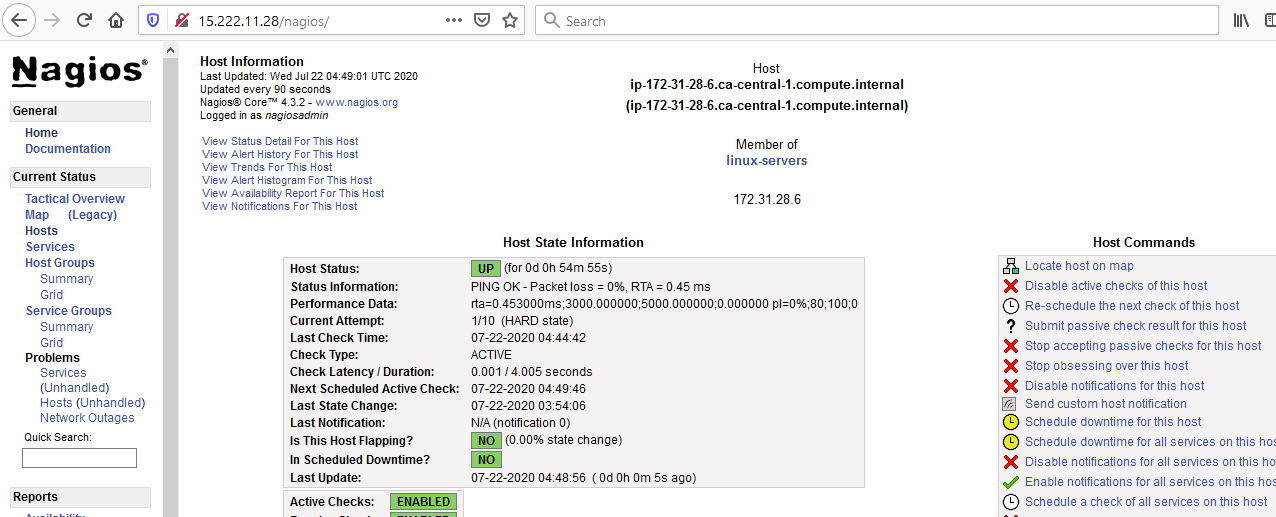 15.222.11.28/nagios/
Search
Nagios®
General
Home
Documentation
Current Status
Tactical Overview
Map (Legacy)
Hosts
Services
Host Groups
Summary
Grid
Service Groups
Summary
Grid
Problems
Services
(Unhandled)
Hosts (Unhandled)
Network Outages
Quick Search:
Reports
Availability
Host Information
Last Updated: Wed Jul 22 04:49:01 UTC 2020
Updated every 90 seconds
Nagios® Core™ 4.3.2 - www.nagios.org
Logged in as nagiosadmin
View Status Detail For This Host
View Alert History For This Host
View Trends For This Host
View Alert Histogram For This Host
View Availability Report For This Host
View Notifications For This Host
Host
ip-172-31-28-6.ca-central-1.compute.internal
(ip-172-31-28-6.ca-central-1.compute.internal)
Member of
linux-servers
172.31.28.6
Host State Information
Host Status: UP (for 0d 0h 54m 55s)
Status Information: PING OK - Packet loss = 0%, RTA = 0.45 ms
Performance Data: rta=0.453000ms;3000.000000;5000.000000;0.000000 pl=0%;80;100;0
Current Attempt: 1/10 (HARD state)
Last Check Time: 07-22-2020 04:44:42
Check Type: ACTIVE
Check Latency / Duration: 0.001 / 4.005 seconds
Next Scheduled Active Check: 07-22-2020 04:49:46
Last State Change: 07-22-2020 03:54:06
Last Notification: N/A (notification 0)
Is This Host Flapping? NO (0.00% state change)
In Scheduled Downtime? NO
Last Update: 07-22-2020 04:48:56 ( 0d 0h 0m 5s ago)
Active Checks: ENABLED
Host Commands
Locate host on map
Disable active checks of this host
Re-schedule the next check of this host
Submit passive check result for this host
Stop accepting passive checks for this host
Stop obsessing over this host
Disable notifications for this host
Send custom host notification
Schedule downtime for this host
Schedule downtime for all services on this hos
Disable notifications for all services on this ho
Enable notifications for all services on this hos
Schedule a check of all services on this host